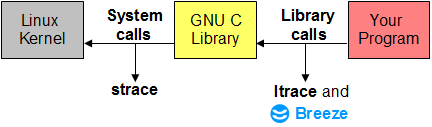 Linux
Kernel
System
calls
GNU C
Library
Library
calls
Your
Program
strace
ltrace and
Breeze